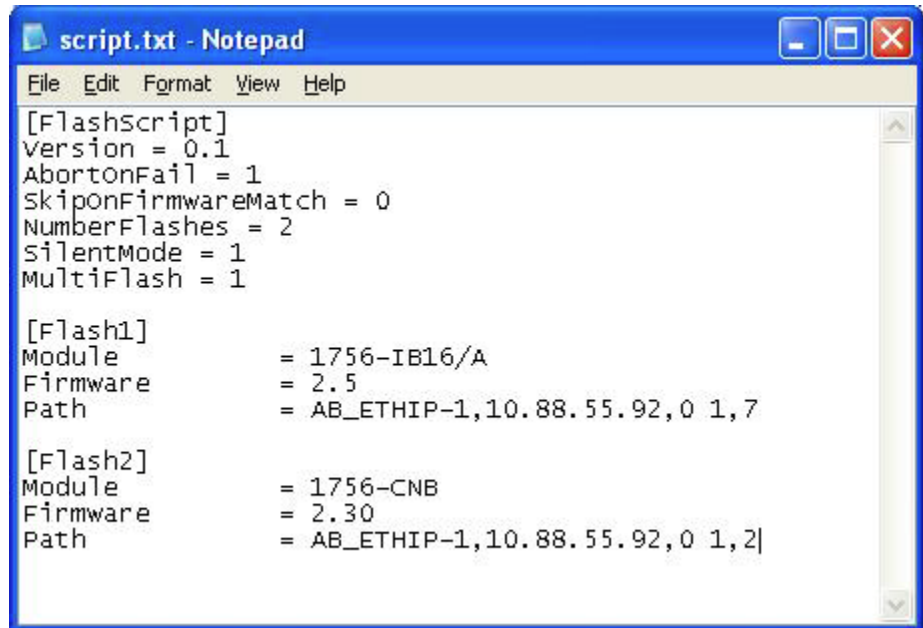 script.txt - Notepad
File Edit Format View Help
[FlashScript]
Version = 0.1
AbortOnFail = 1
SkipOnFirmwareMatch = 0
NumberFlashes = 2
SilentMode = 1
MultiFlash = 1
[Flash1]
Module = 1756-IB16/A
Firmware = 2.5
Path = AB_ETHIP-1,10.88.55.92,0 1,7
[Flash2]
Module = 1756-CNB
Firmware = 2.30
Path = AB_ETHIP-1,10.88.55.92,0 1,2